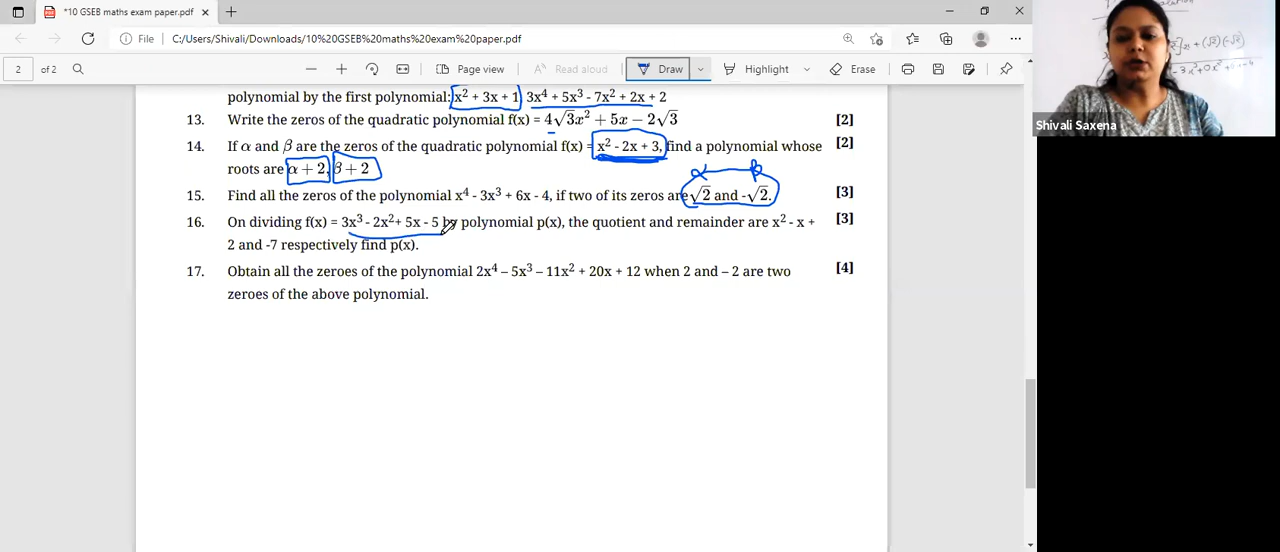 *10 GSEB maths exam paper.pdf
File C:/Users/Shivali/Downloads/10%20GSEB%20maths%20exam%20paper.pdf
2 of 2 Page view Read aloud Draw Highlight Erase
polynomial by the first polynomial: x² + 3x + 1, 3x⁴ + 5x³ - 7x² + 2x + 2
13. Write the zeros of the quadratic polynomial f(x) = 4√3x² + 5x − 2√3 [2]
14. If α and β are the zeros of the quadratic polynomial f(x) = x² - 2x + 3, find a polynomial whose [2]
roots are α + 2, β + 2
α β
15. Find all the zeros of the polynomial x⁴ - 3x³ + 6x - 4, if two of its zeros are √2 and -√2. [3]
16. On dividing f(x) = 3x³ - 2x² + 5x - 5 by polynomial p(x), the quotient and remainder are x² - x + [3]
2 and -7 respectively find p(x).
17. Obtain all the zeroes of the polynomial 2x⁴ – 5x³ – 11x² + 20x + 12 when 2 and – 2 are two [4]
zeroes of the above polynomial.
Shivali Saxena